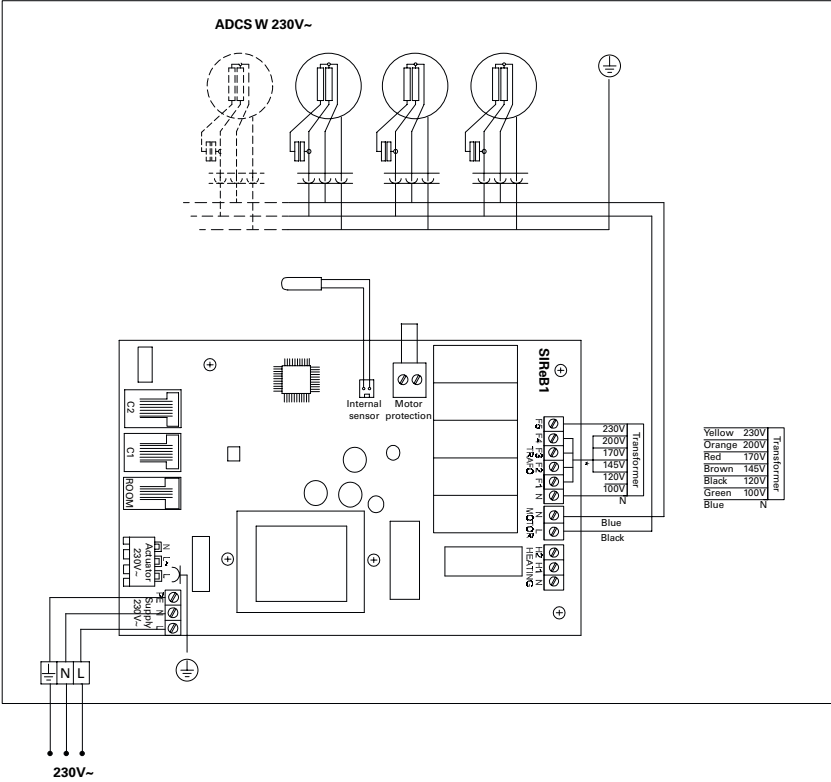 ADCS W 230V~
SIReB1
Internal
sensor
Motor
protection
C2
C1
ROOM
F5 F4 F3 F2 F1 N
TRAFO
*
230V
200V
170V
145V
120V
100V
N
Transformer
Yellow 230V
Orange 200V
Red 170V
Brown 145V
Black 120V
Green 100V
Blue N
Transformer
N L
MOTOR
Blue
Black
H2 H1 N
HEATING
Actuator
230V~
N
L
Supply
230V~
PE N L
N L
230V~